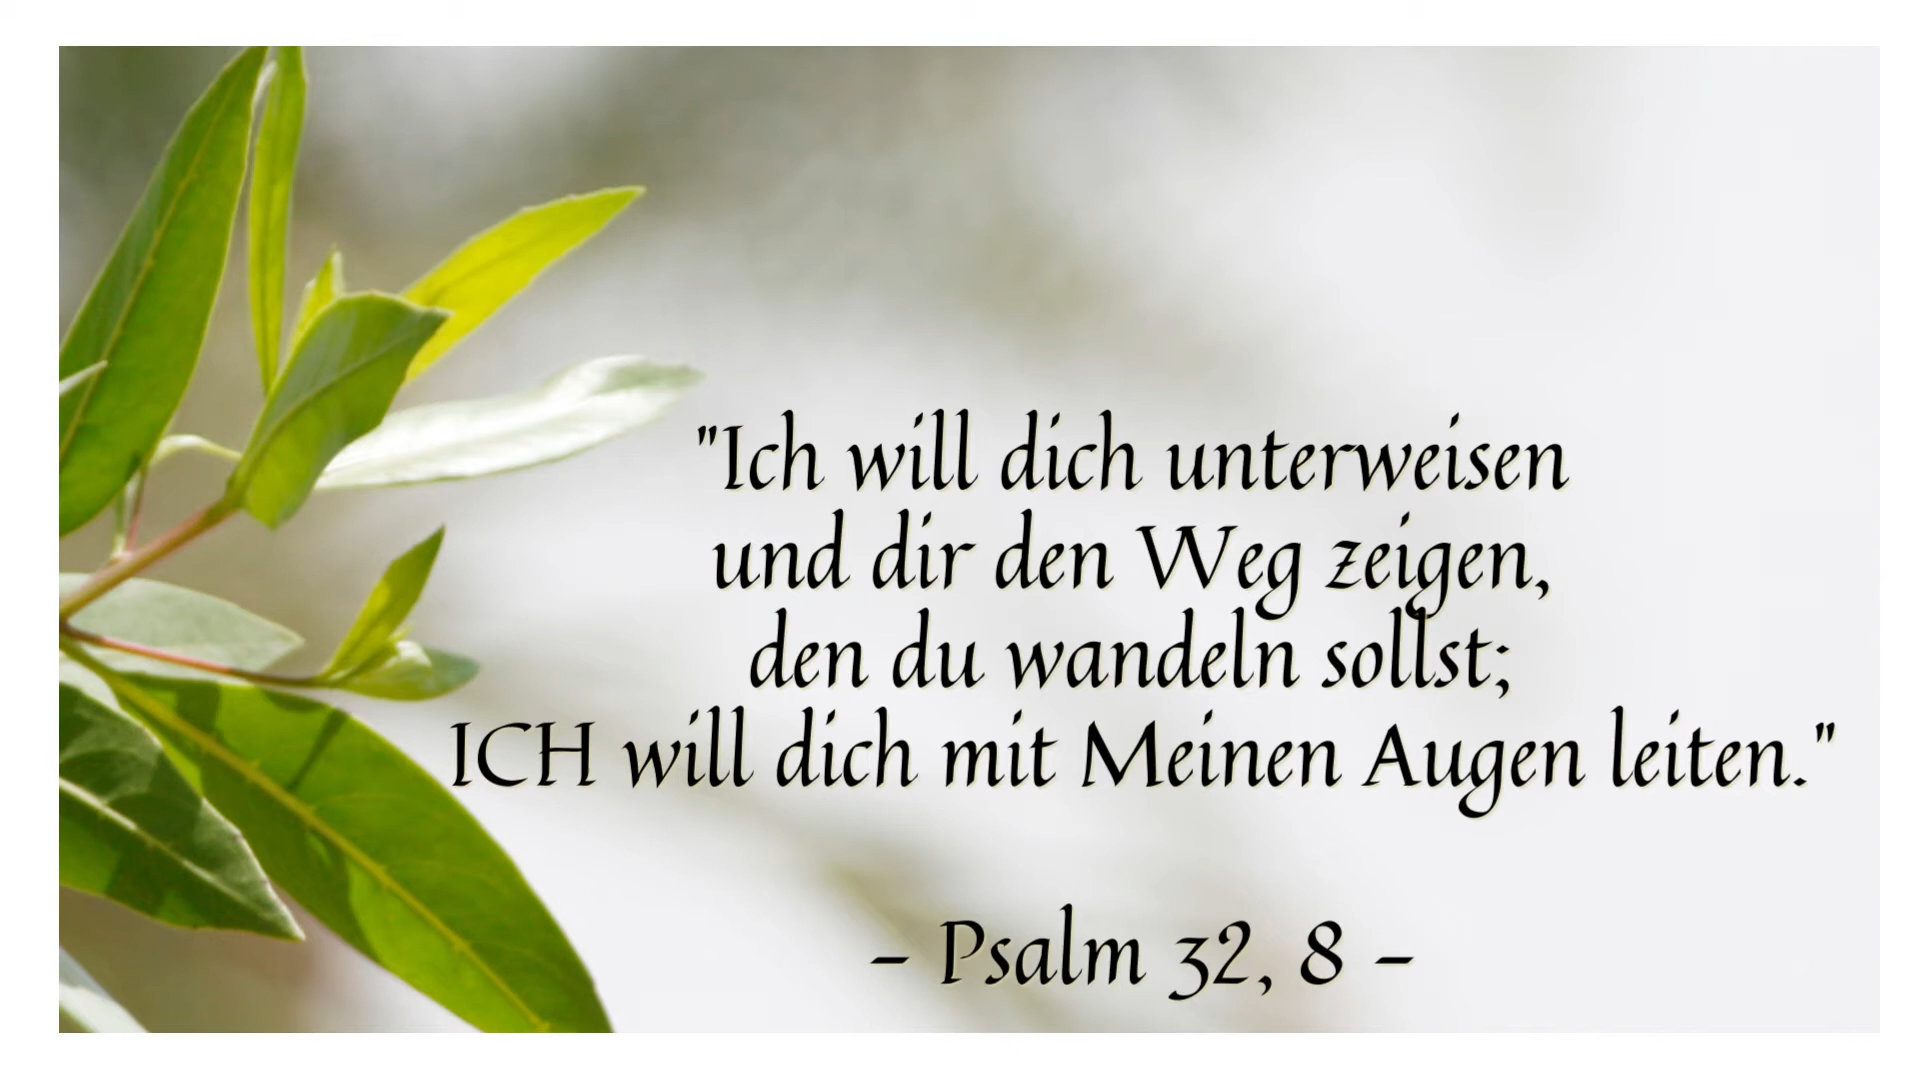 "Ich will dich unterweisen
und dir den Weg zeigen,
den du wandeln sollst;
ICH will dich mit Meinen Augen leiten."
- Psalm 32, 8 -